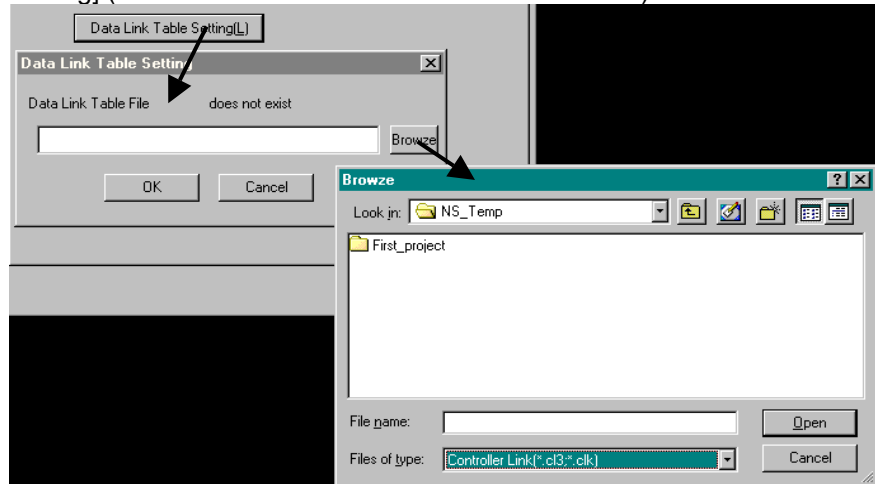 Data Link Table Setting(L)
Data Link Table Setting
Data Link Table File does not exist
Browze
OK Cancel
Browze
Look in: NS_Temp
First_project
File name: Open
Files of type: Controller Link(*.cl3;*.clk) Cancel